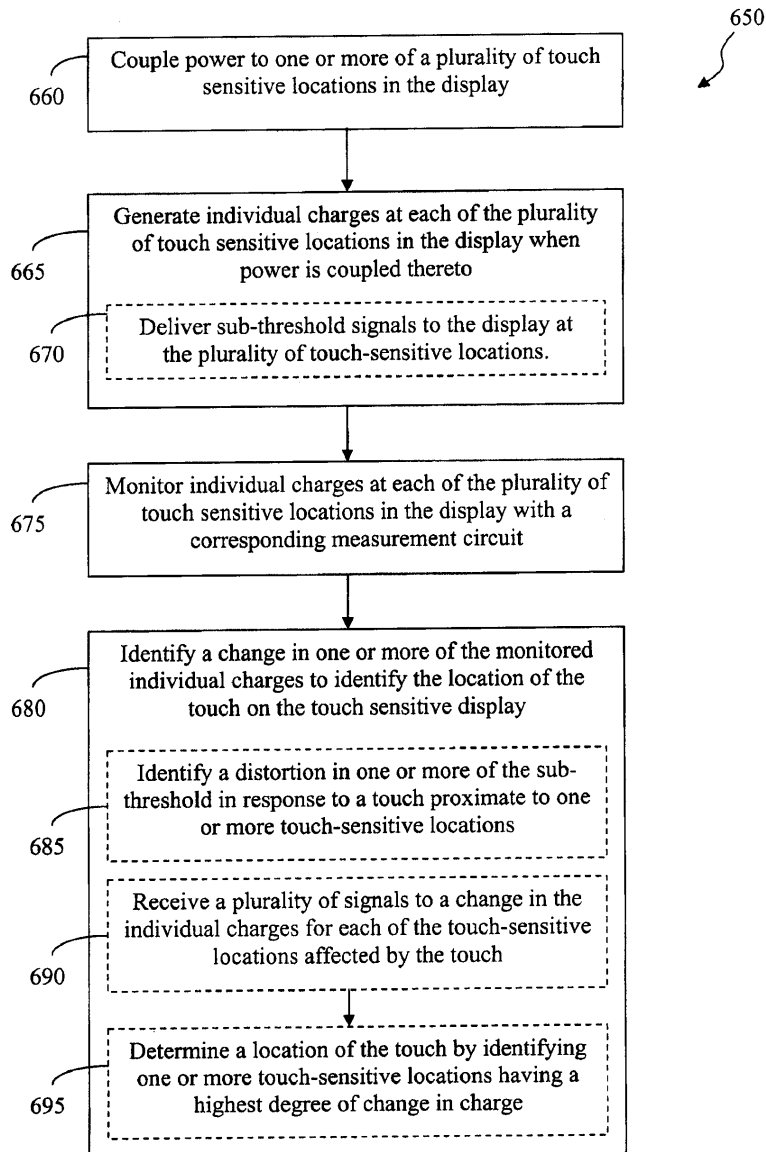 650
Couple power to one or more of a plurality of touch
sensitive locations in the display
660
Generate individual charges at each of the plurality
of touch sensitive locations in the display when
power is coupled thereto
665
Deliver sub-threshold signals to the display at
the plurality of touch-sensitive locations.
670
Monitor individual charges at each of the plurality of
touch sensitive locations in the display with a
corresponding measurement circuit
675
Identify a change in one or more of the monitored
individual charges to identify the location of the
touch on the touch sensitive display
680
Identify a distortion in one or more of the sub-
threshold in response to a touch proximate to one
or more touch-sensitive locations
685
Receive a plurality of signals to a change in the
individual charges for each of the touch-sensitive
locations affected by the touch
690
Determine a location of the touch by identifying
one or more touch-sensitive locations having a
highest degree of change in charge
695